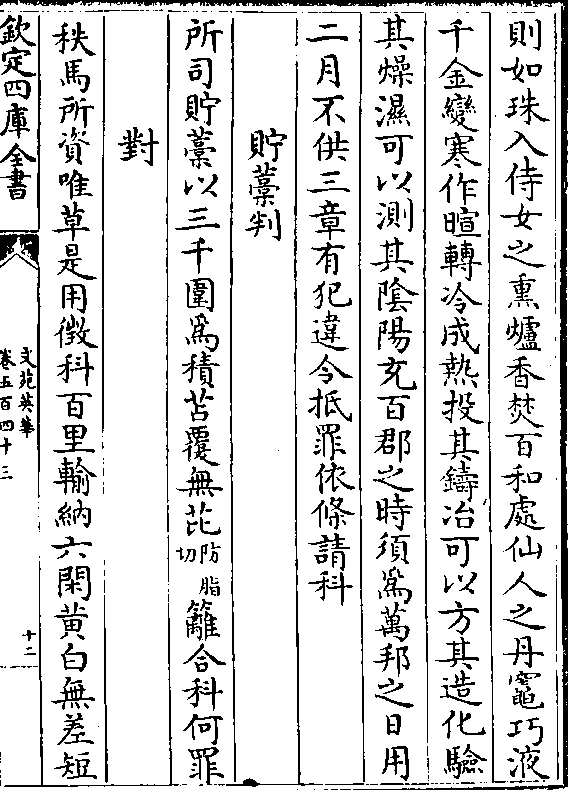 則如珠入侍女之熏爐香焚百和處仙人之丹竈巧液
千金變寒作暄轉冷成熱投其鑄冶可以方其造化驗
其燥濕可以測其陰陽充百郡之時須爲萬邦之日用
二月不供三章有犯違令抵罪依條請科
貯藁判
所司貯藁以三千圍爲積苫覆無芘防脂切籬合科何罪
對
秩馬所資唯草是用徴科百里輸納六閑黄白無差短
欽定四庫全書
文苑英華
卷五百四十三
十二